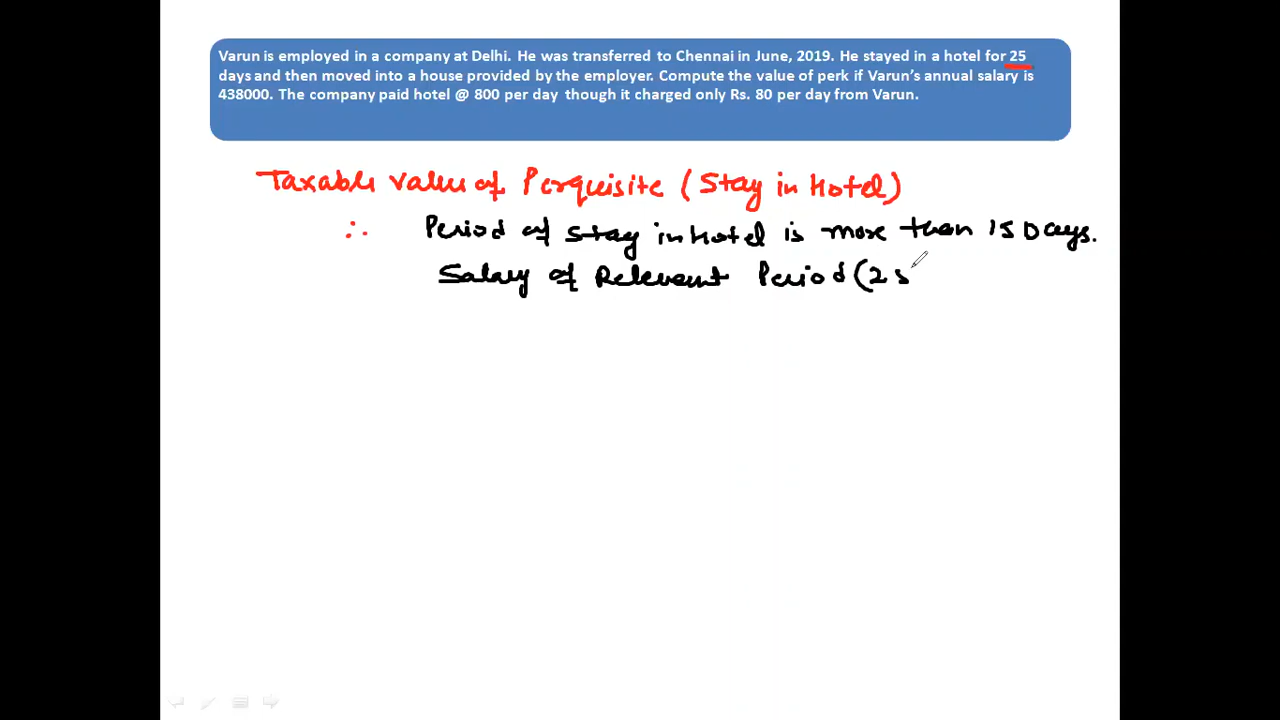 Varun is employed in a company at Delhi. He was transferred to Chennai in June, 2019. He stayed in a hotel for 25
days and then moved into a house provided by the employer. Compute the value of perk if Varun's annual salary is
438000. The company paid hotel @ 800 per day though it charged only Rs. 80 per day from Varun.
Taxable Value of Perquisite (Stay in Hotel)
∴ Period of stay in Hotel is more than 15 Days.
Salary of Relevent Period (25